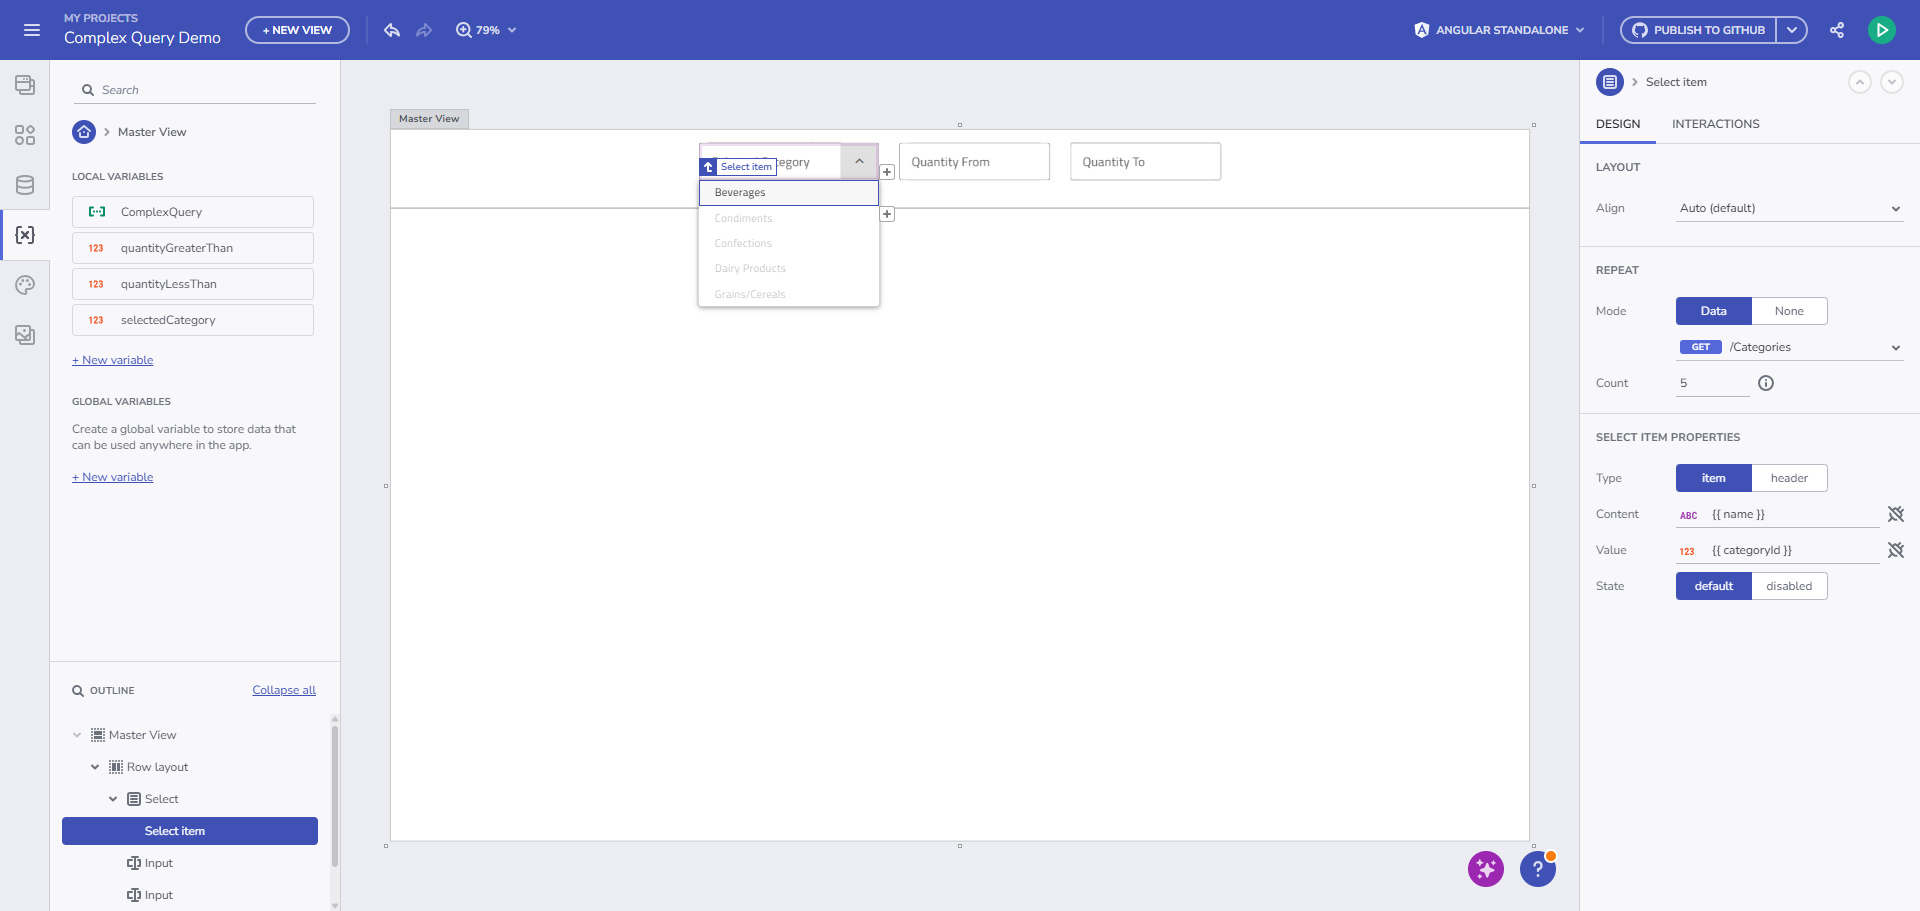 MY PROJECTS
Complex Query Demo
+ NEW VIEW
79%
ANGULAR STANDALONE
PUBLISH TO GITHUB
Search
Master View
LOCAL VARIABLES
ComplexQuery
123 quantityGreaterThan
123 quantityLessThan
123 selectedCategory
+ New variable
GLOBAL VARIABLES
Create a global variable to store data that
can be used anywhere in the app.
+ New variable
OUTLINE
Collapse all
Master View
Row layout
Select
Select item
Input
Input
Master View
Select item
Quantity From
Quantity To
Beverages
Condiments
Confections
Dairy Products
Grains/Cereals
Select item
DESIGN
INTERACTIONS
LAYOUT
Align
Auto (default)
REPEAT
Mode
Data
None
GET /Categories
Count
5
SELECT ITEM PROPERTIES
Type
item
header
Content
ABC {{ name }}
Value
123 {{ categoryId }}
State
default
disabled
?